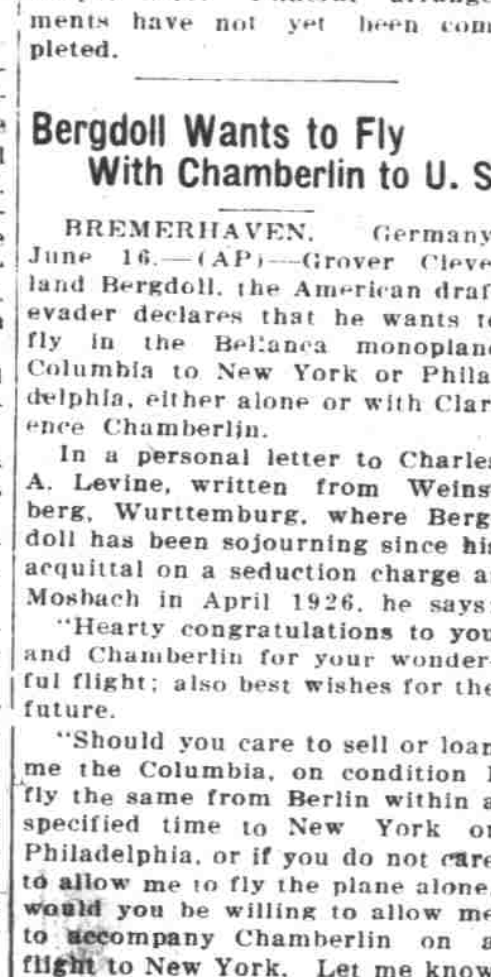 ments have not yet been com
pleted.
Bergdoll Wants to Fly
With Chamberlin to U. S
BREMERHAVEN, Germany
June 16.—(AP)—Grover Cleve
land Bergdoll, the American draf
evader declares that he wants to
fly in the Bellanca monoplane
Columbia to New York or Phila
delphia, either alone or with Clar
ence Chamberlin.
In a personal letter to Charles
A. Levine, written from Weins
berg, Wurttemburg, where Berg
doll has been sojourning since his
acquittal on a seduction charge a
Mosbach in April 1926, he says:
"Hearty congratulations to you
and Chamberlin for your wonder-
ful flight; also best wishes for the
future.
"Should you care to sell or loan
me the Columbia, on condition I
fly the same from Berlin within a
specified time to New York or
Philadelphia, or if you do not care
to allow me to fly the plane alone,
would you be willing to allow me
to accompany Chamberlin on a
flight to New York. Let me know